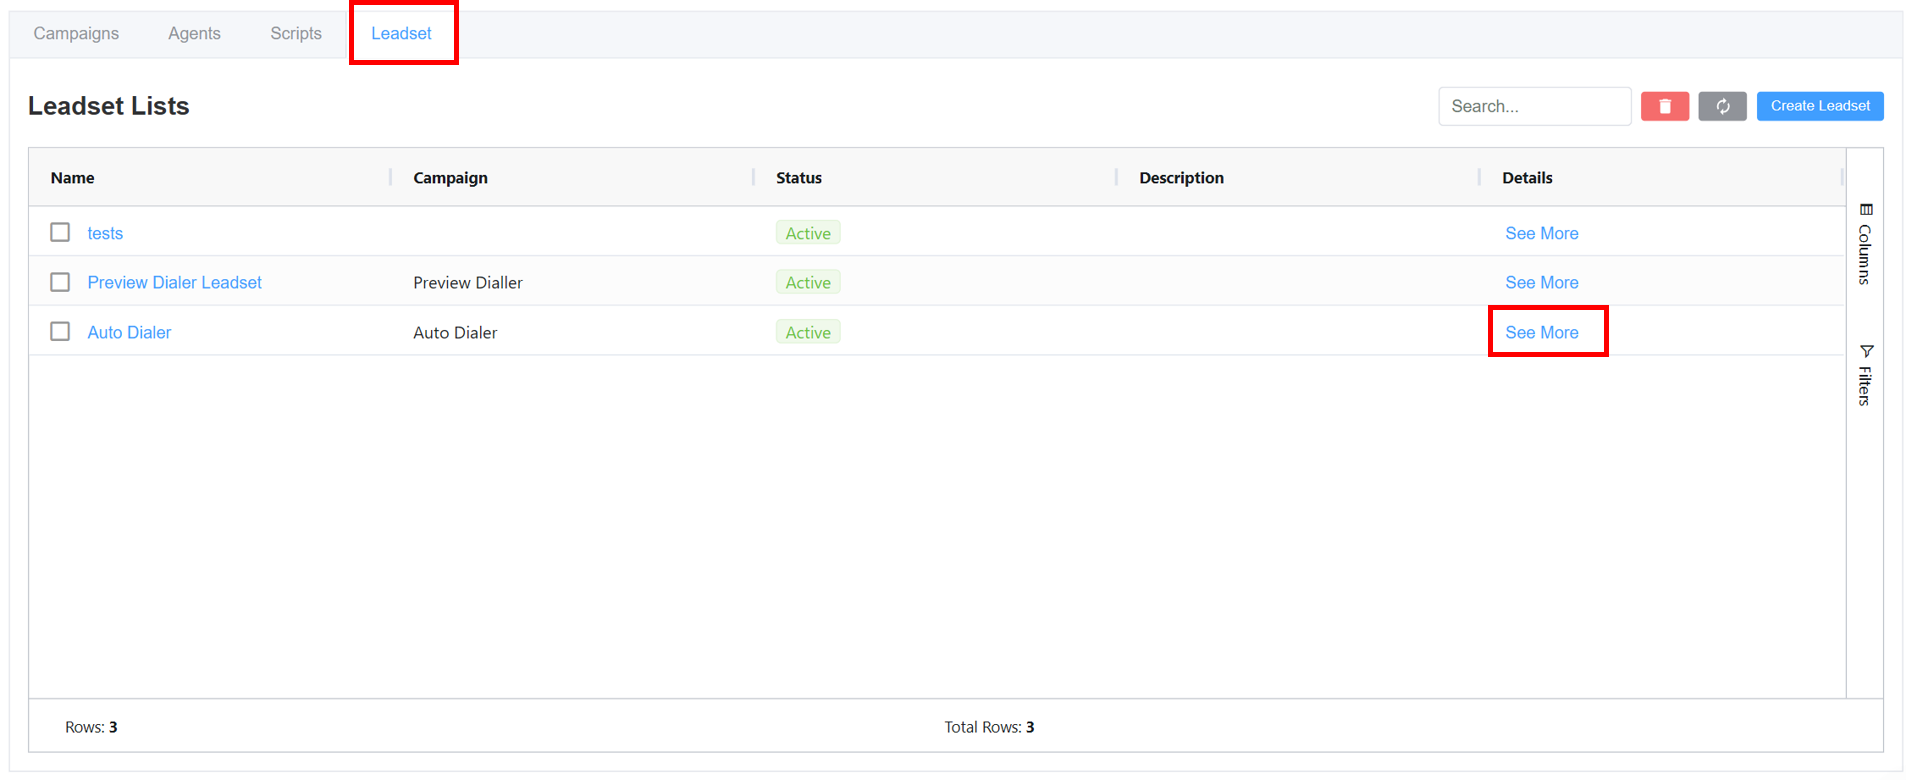 Campaigns Agents Scripts Leadset
Leadset Lists Search... Create Leadset
Name Campaign Status Description Details
tests Active See More
Preview Dialer Leadset Preview Dialler Active See More
Auto Dialer Auto Dialer Active See More
Columns
Filters
Rows: 3 Total Rows: 3